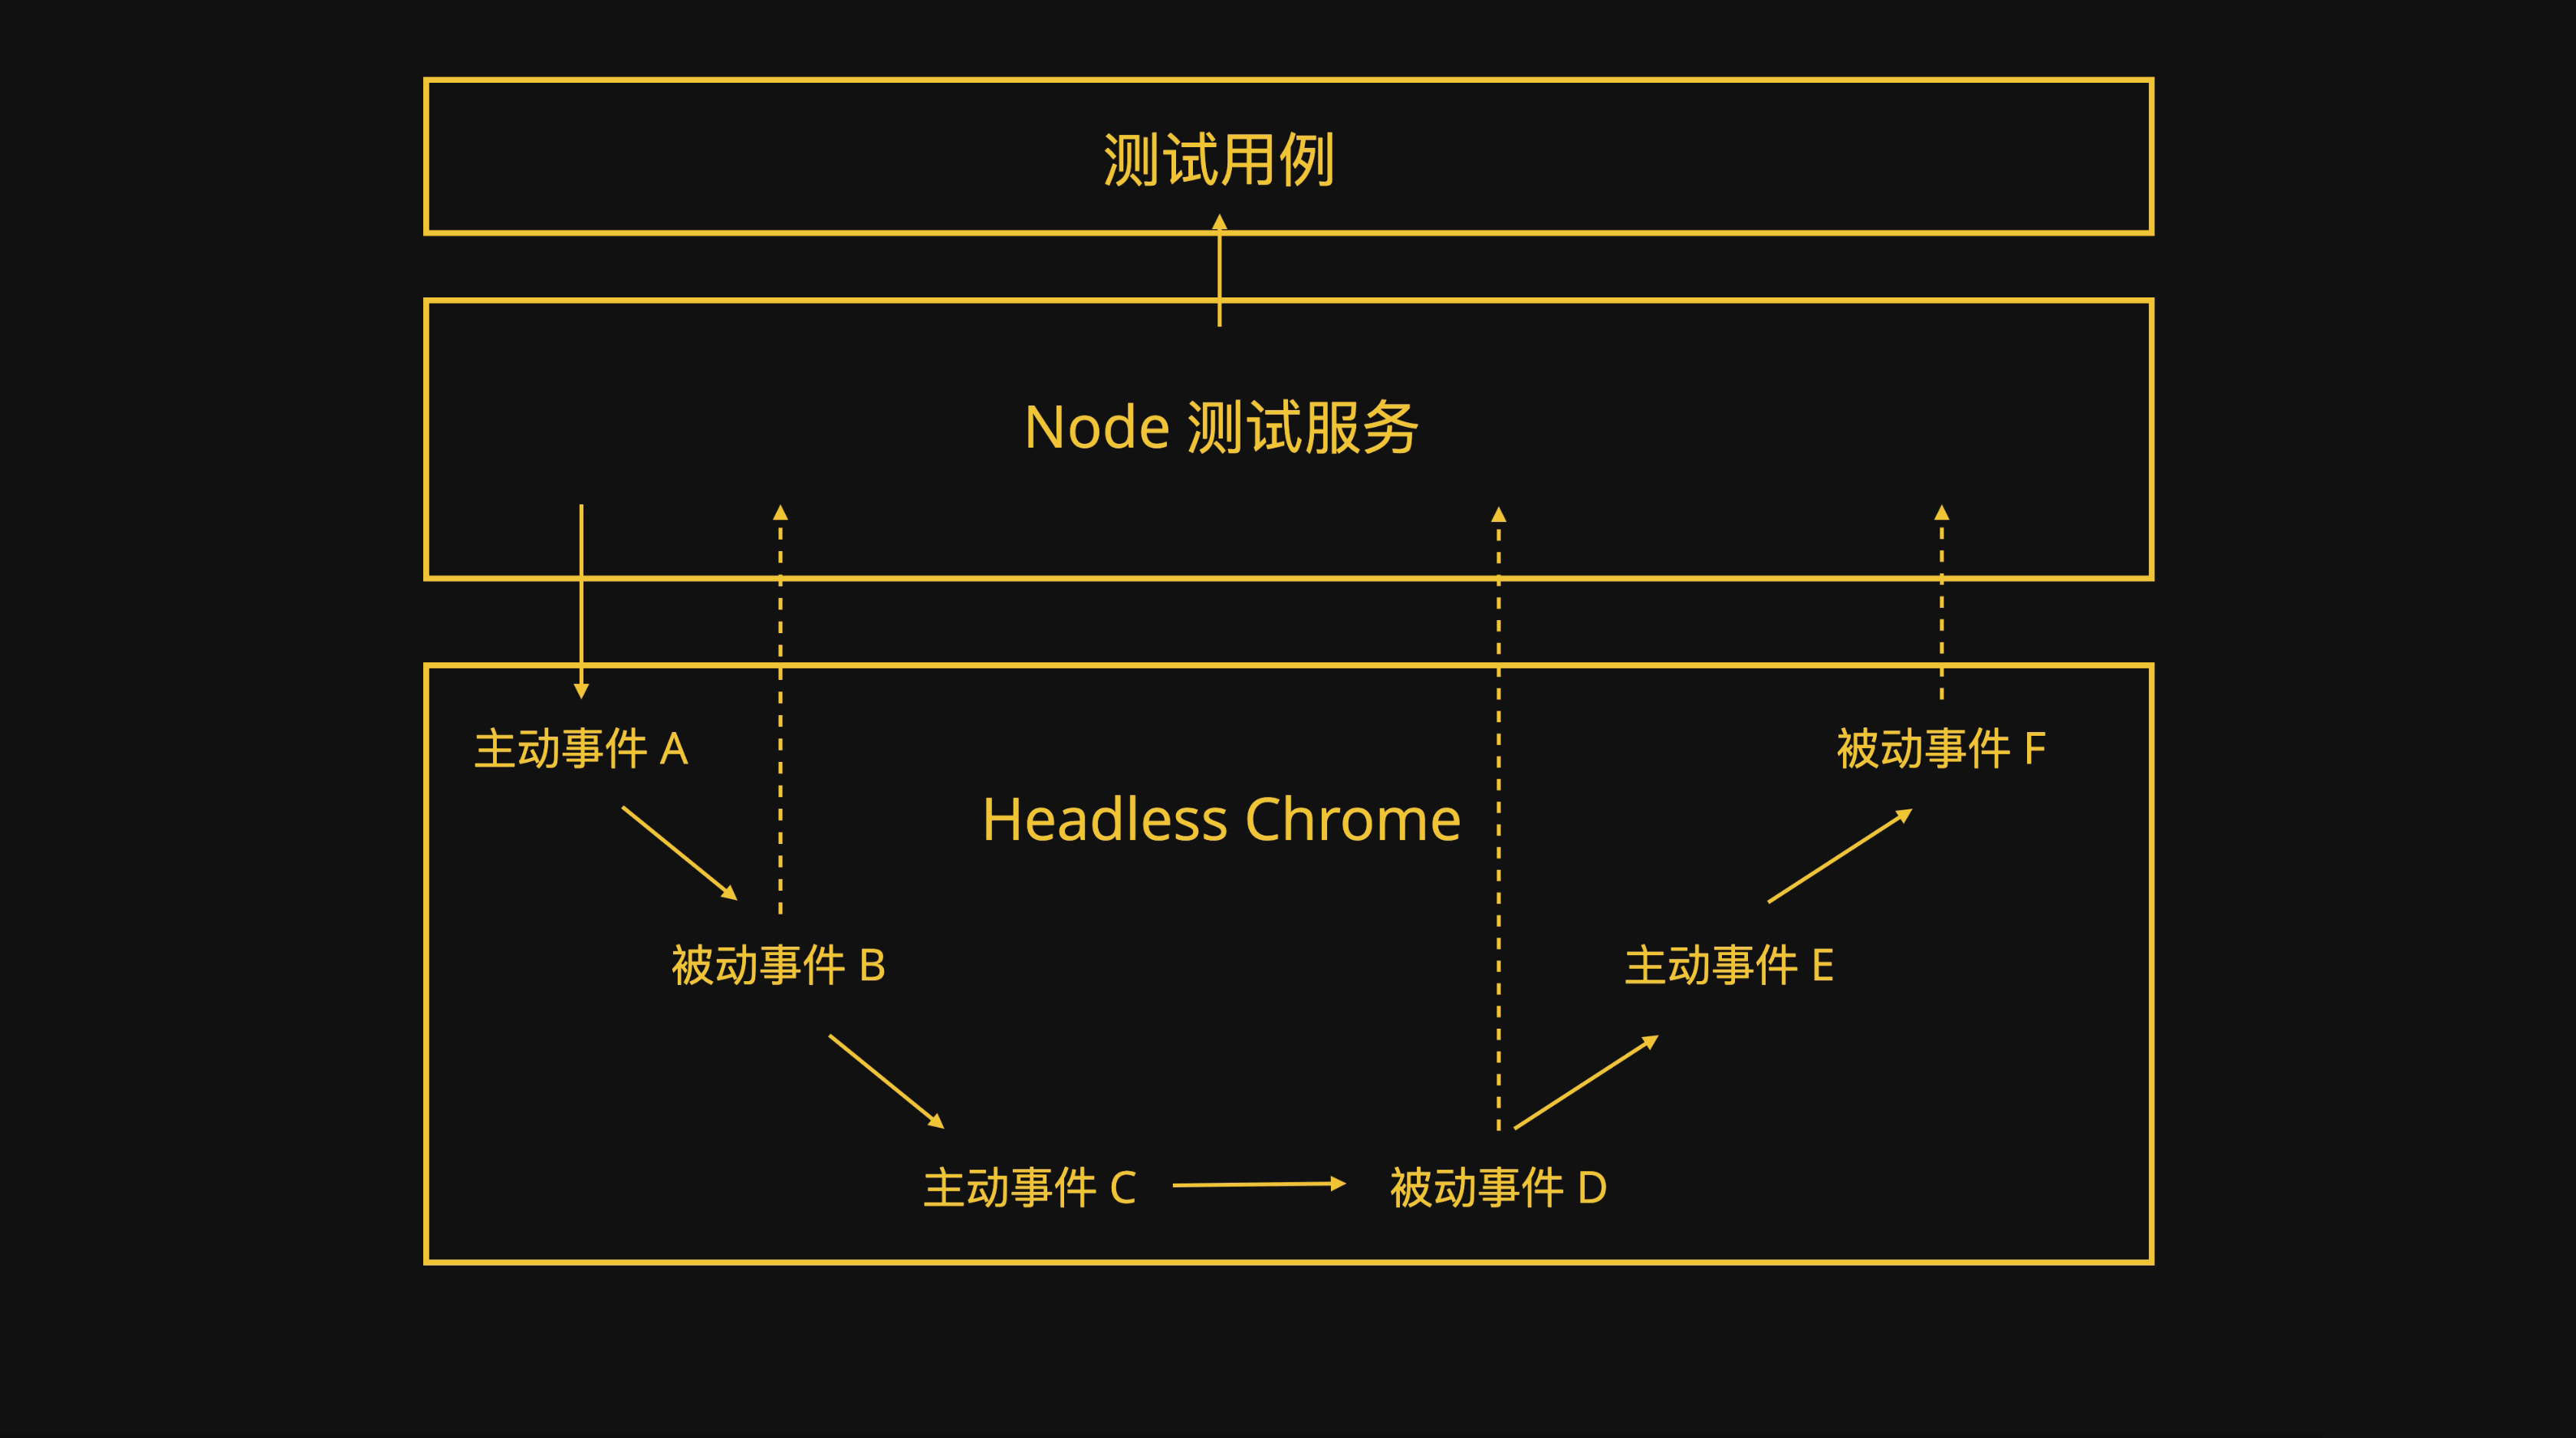 测试用例
Node 测试服务
主动事件 A
被动事件 F
Headless Chrome
被动事件 B
主动事件 E
主动事件 C
被动事件 D